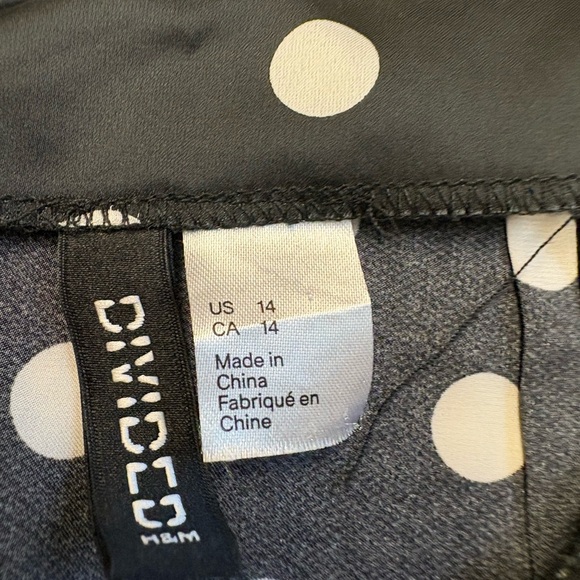 DIVIDED
H&M
US 14
CA 14
Made in
China
Fabriqué en
Chine